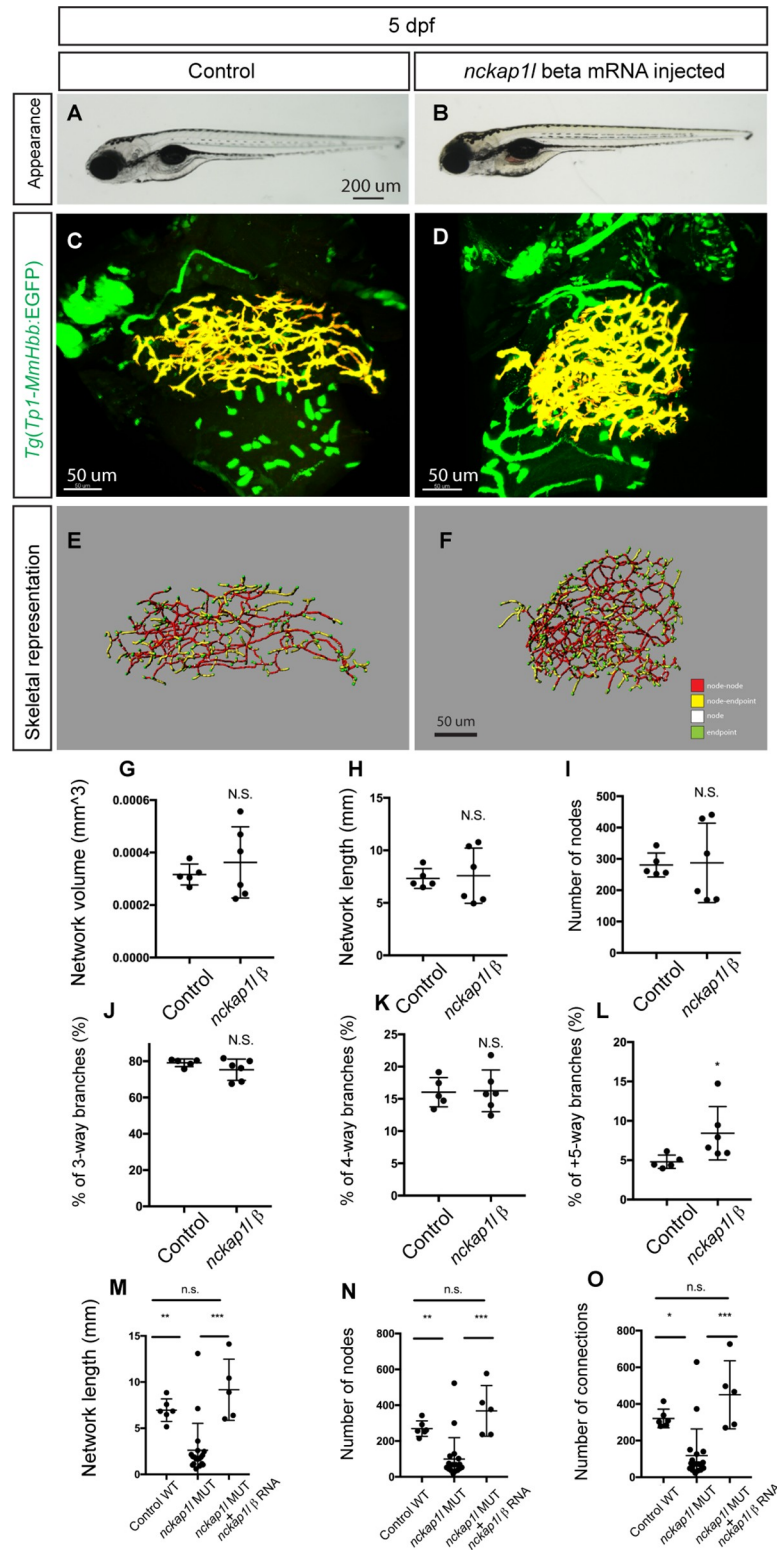 5 dpf
Control
nckap1l beta mRNA injected
Appearance
A
B
200 um
Tg(Tp1-MmHbb:EGFP)
C
D
50 um
50 um
50 um
50 um
Skeletal representation
E
F
50 um
node-node
node-endpoint
node
endpoint
G
H
I
Network volume (mm^3)
0.0006
0.0004
0.0002
0.0000
N.S.
Control
nckap1l β
Network length (mm)
15
10
5
0
N.S.
Control
nckap1l β
Number of nodes
500
400
300
200
100
0
N.S.
Control
nckap1l β
J
K
L
% of 3-way branches (%)
80
60
40
20
0
N.S.
Control
nckap1l β
% of 4-way branches (%)
25
20
15
10
5
0
N.S.
Control
nckap1l β
% of +5-way branches (%)
20
15
10
5
0
*
Control
nckap1l β
M
N
O
Network length (mm)
15
10
5
0
n.s.
** ***
Control WT
nckap1l MUT
nckap1l MUT
+
nckap1l β RNA
Number of nodes
800
600
400
200
0
n.s.
** ***
Control WT
nckap1l MUT
nckap1l MUT
+
nckap1l β RNA
Number of connections
800
600
400
200
0
n.s.
* ***
Control WT
nckap1l MUT
nckap1l MUT
+
nckap1l β RNA